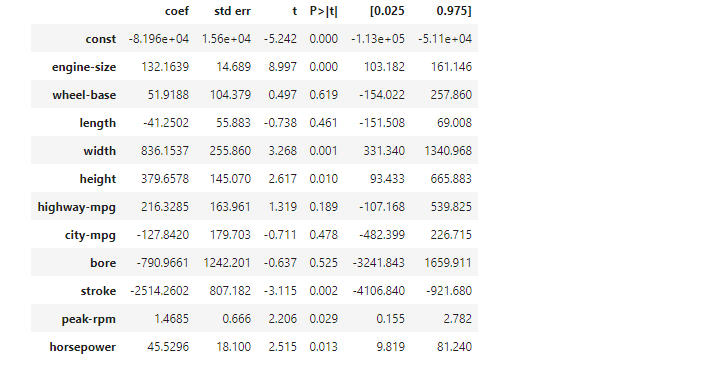 coef std err t P>|t| [0.025 0.975]
const -8.196e+04 1.56e+04 -5.242 0.000 -1.13e+05 -5.11e+04
engine-size 132.1639 14.689 8.997 0.000 103.182 161.146
wheel-base 51.9188 104.379 0.497 0.619 -154.022 257.860
length -41.2502 55.883 -0.738 0.461 -151.508 69.008
width 836.1537 255.860 3.268 0.001 331.340 1340.968
height 379.6578 145.070 2.617 0.010 93.433 665.883
highway-mpg 216.3285 163.961 1.319 0.189 -107.168 539.825
city-mpg -127.8420 179.703 -0.711 0.478 -482.399 226.715
bore -790.9661 1242.201 -0.637 0.525 -3241.843 1659.911
stroke -2514.2602 807.182 -3.115 0.002 -4106.840 -921.680
peak-rpm 1.4685 0.666 2.206 0.029 0.155 2.782
horsepower 45.5296 18.100 2.515 0.013 9.819 81.240